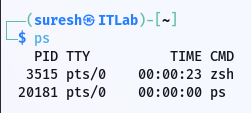 ┌──(suresh㉿ITLab)-[~]
└─$ ps
    PID TTY          TIME CMD
   3515 pts/0    00:00:23 zsh
  20181 pts/0    00:00:00 ps